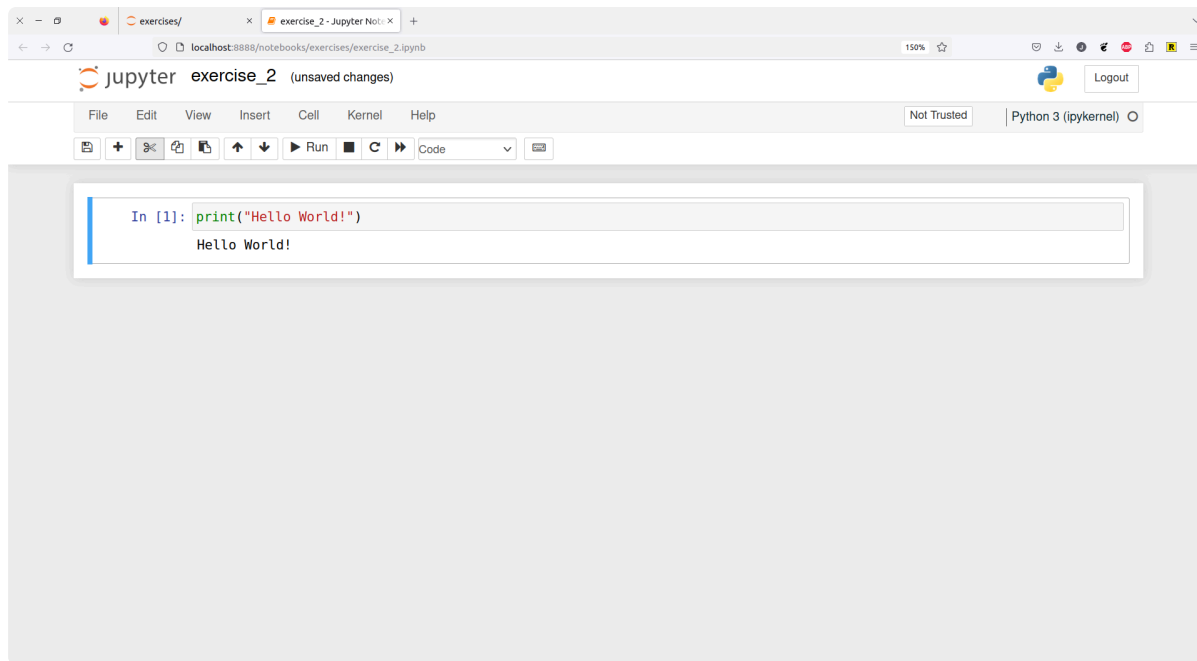 exercises/
exercise_2 - Jupyter Note
localhost:8888/notebooks/exercises/exercise_2.ipynb
150%
ABP
R
jupyter exercise_2 (unsaved changes)
Logout
File Edit View Insert Cell Kernel Help
Not Trusted
Python 3 (ipykernel)
Run
Code
In [1]: print("Hello World!")
Hello World!